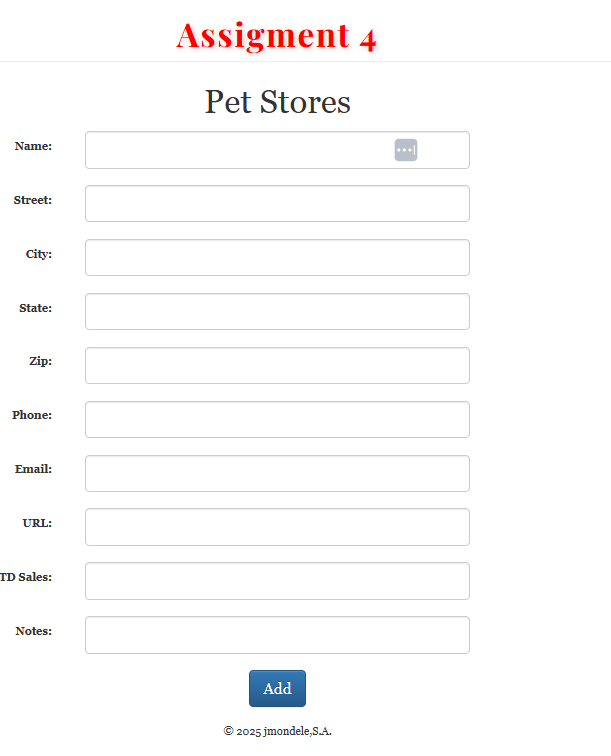 Assigment 4
Pet Stores
Name:
Street:
City:
State:
Zip:
Phone:
Email:
URL:
TD Sales:
Notes:
Add
© 2025 jmondele,S.A.